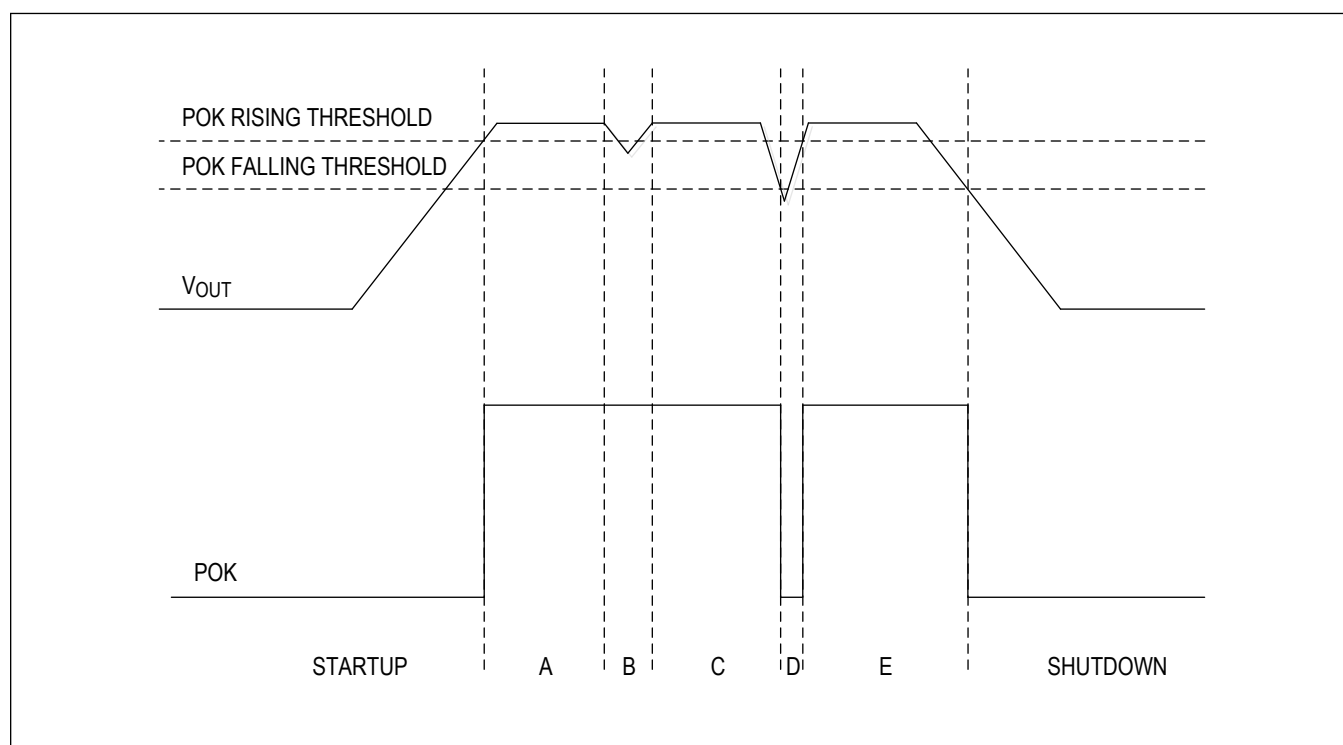 POK RISING THRESHOLD
POK FALLING THRESHOLD
VOUT
POK
STARTUP A B C D E SHUTDOWN